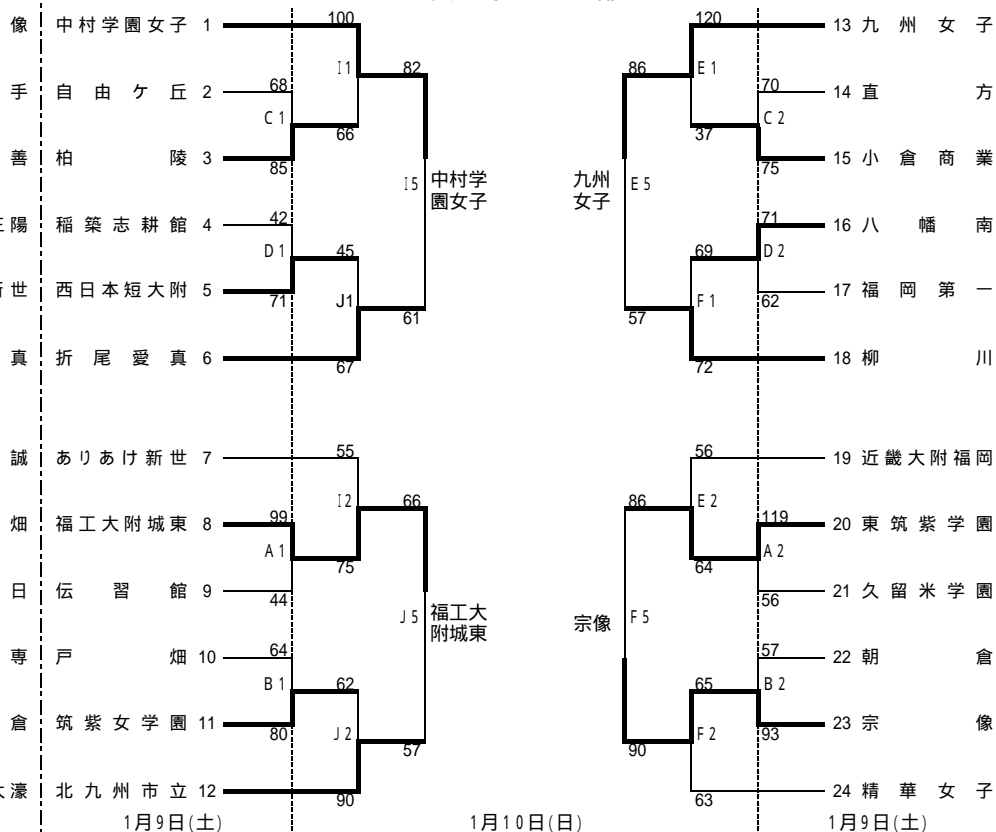 像 中村学園女子 1 100 120 13 九州女子
I1 82 86 E1
手 自由ケ丘 2 68 70 14 直方
C1 66 37 C2
善 柏陵 3 85 75 15 小倉商業
I5 中村学 九州 E5
園女子 女子
陽 稲築志耕館 4 42 71 16 八幡南
D1 45 69 D2
世 西日本短大附 5 71 62 17 福岡第一
J1 61 57 F1
真 折尾愛真 6 67 72 18 柳川
誠 ありあけ新世 7 55 56 19 近畿大附福岡
I2 66 86 E2
畑 福工大附城東 8 99 119 20 東筑紫学園
A1 75 64 A2
日 伝習館 9 44 56 21 久留米学園
J5 福工大 宗像 F5
附城東
専 戸畑 10 64 57 22 朝倉
B1 62 65 B2
倉 筑紫女学園 11 80 93 23 宗像
J2 57 90 F2
濠 北九州市立 12 90 63 24 精華女子
1月9日(土) 1月10日(日) 1月9日(土)